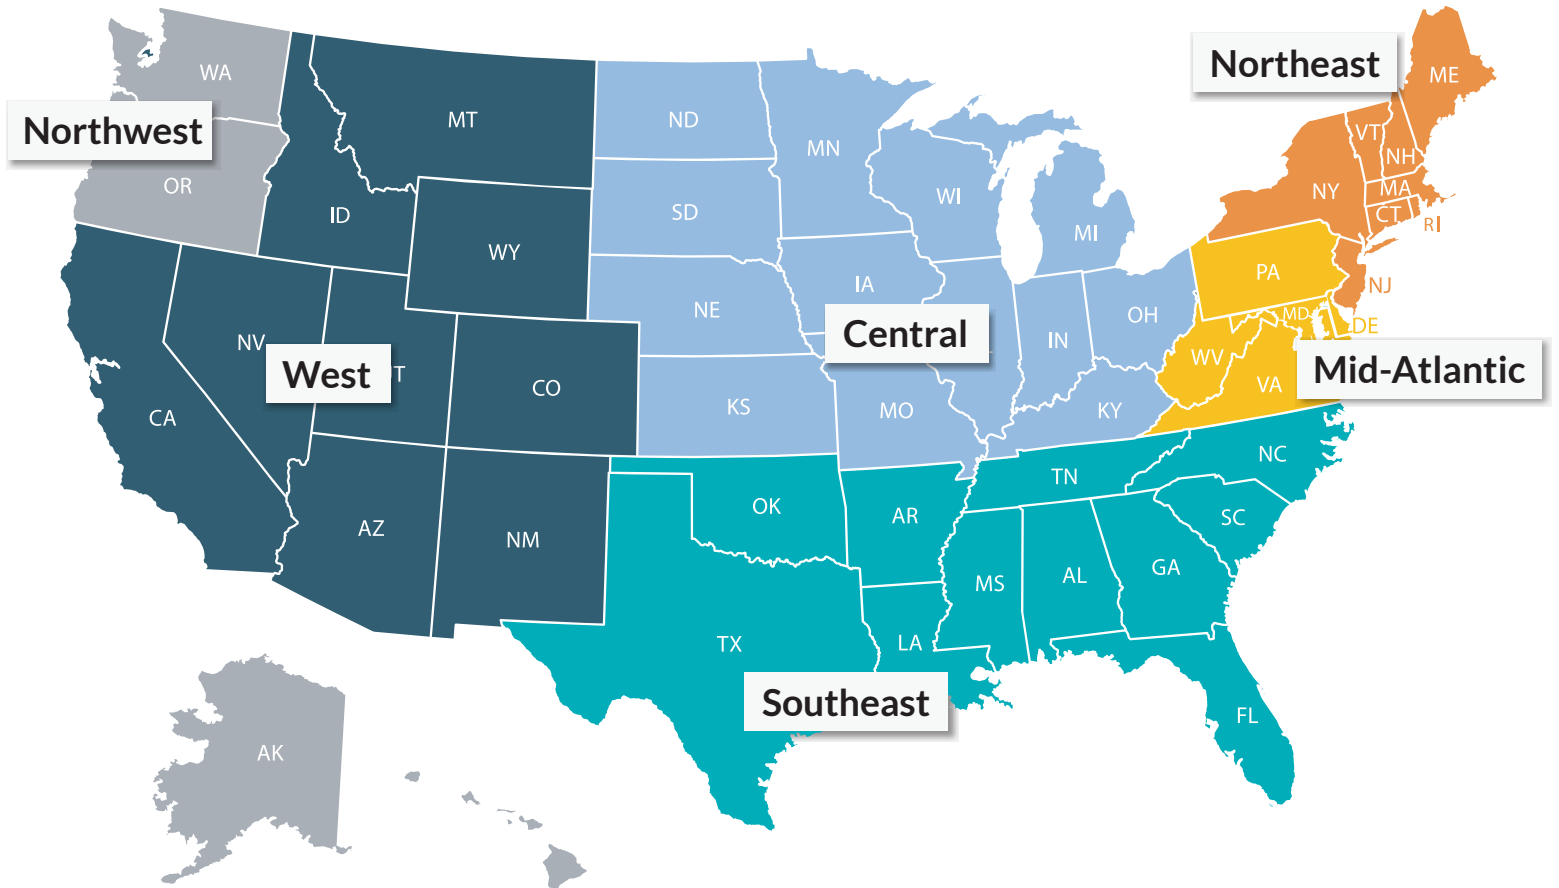 Northeast
ME
WA
MT
ND
Northwest
VT
MN
NH
OR
MA
NY
WI
ID
SD
CT
RI
MI
WY
PA
IA
NJ
NE
OH
MD
DE
Central
IN
NV
WV
West
T
Mid-Atlantic
CO
VA
KS
MO
KY
CA
NC
TN
OK
AR
SC
AZ
NM
GA
AL
MS
TX
LA
Southeast
FL
AK